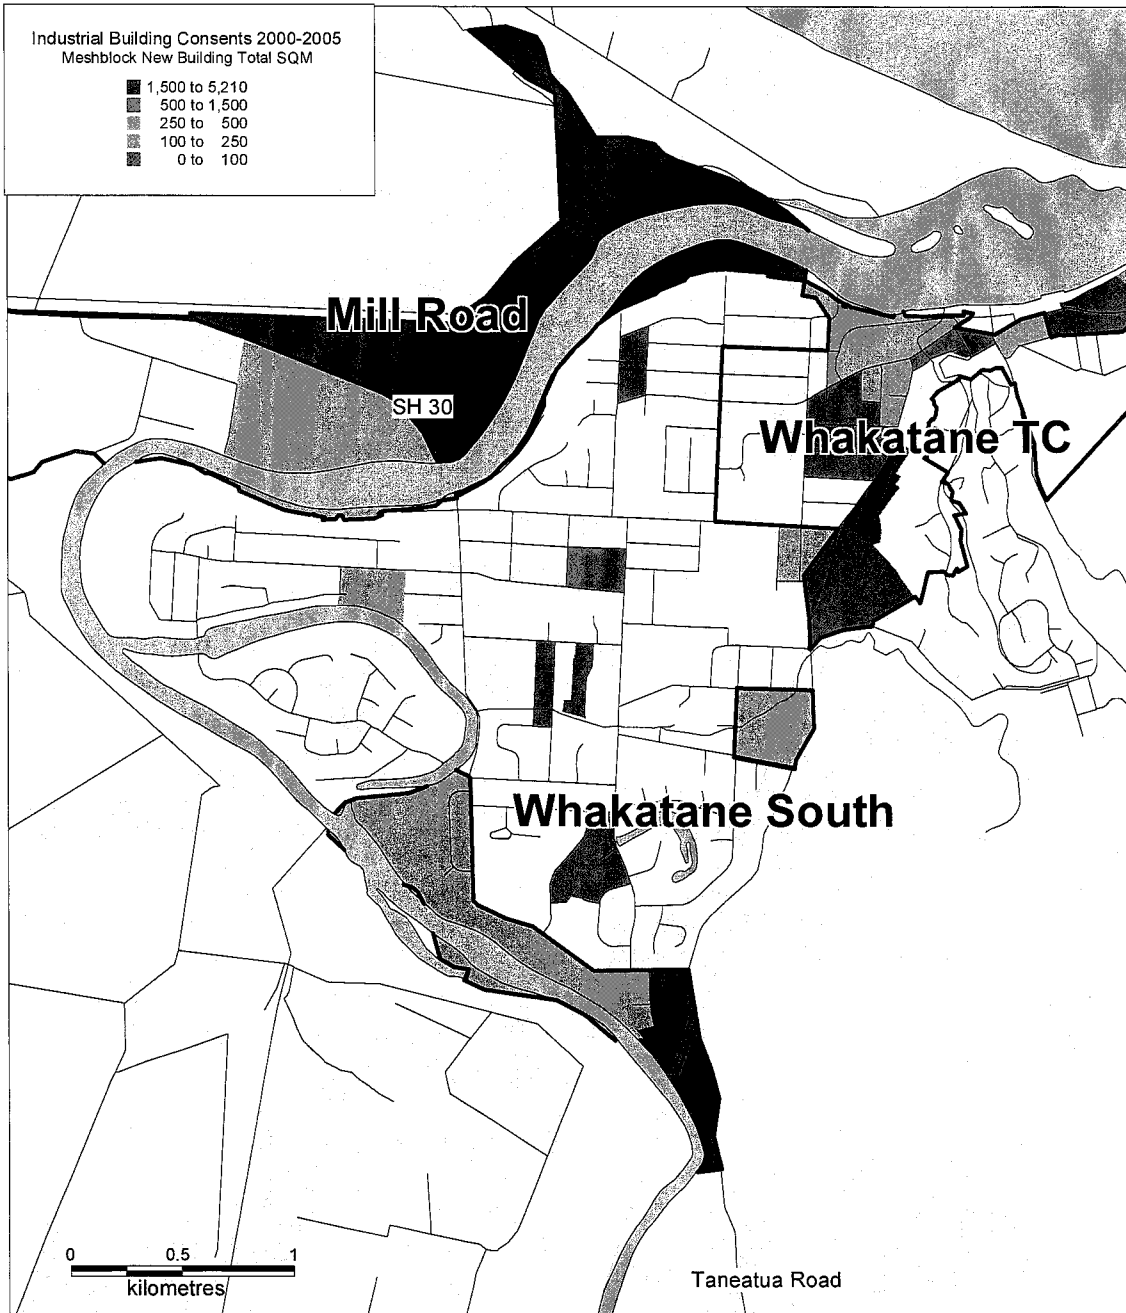 Industrial Building Consents 2000-2005
Meshblock New Building Total SQM
1,500 to 5,210
500 to 1,500
250 to 500
100 to 250
0 to 100
Mill Road
SH 30
Whakatane TC
Whakatane South
0 0.5 1
kilometres
Taneatua Road